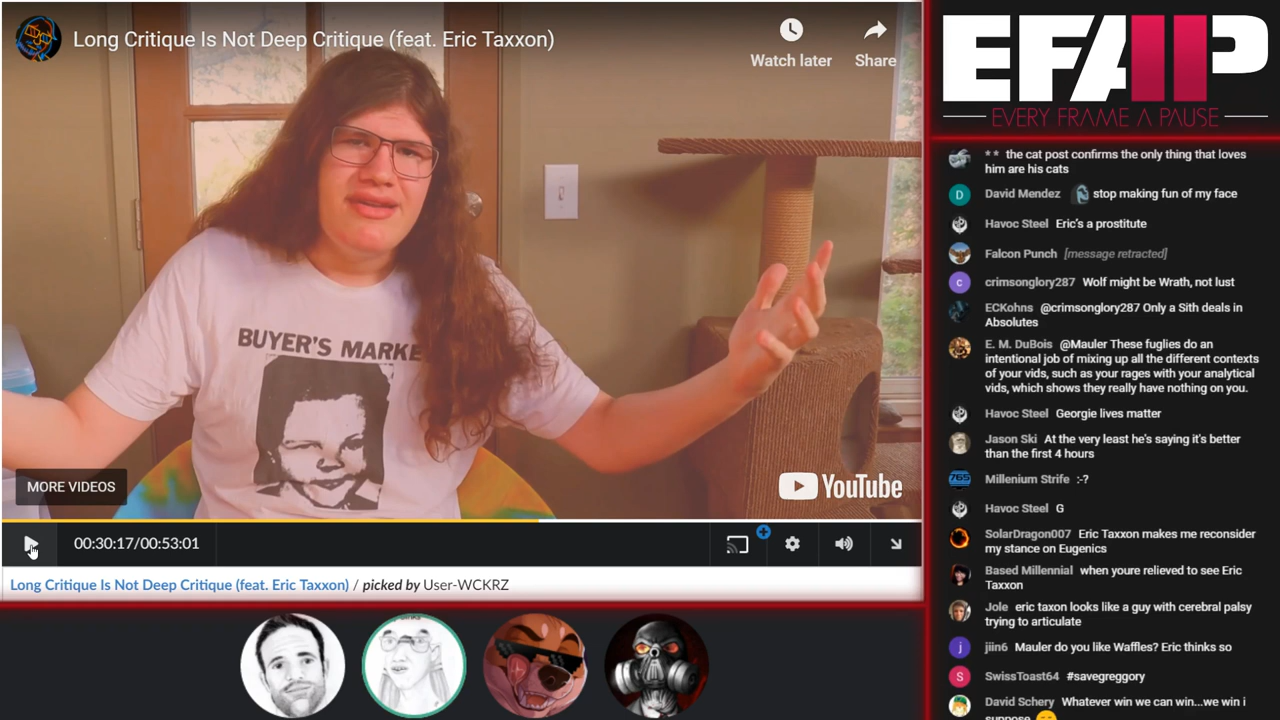 Long Critique Is Not Deep Critique (feat. Eric Taxxon)
Watch later
Share
BUYER'S MARKE
MORE VIDEOS
YouTube
00:30:17/00:53:01
Long Critique Is Not Deep Critique (feat. Eric Taxxon) / picked by User-WCKRZ
EFAP
EVERY FRAME A PAUSE
* * the cat post confirms the only thing that loves
him are his cats
D
David Mendez stop making fun of my face
Havoc Steel Eric's a prostitute
Falcon Punch [message retracted]
c
crimsonglory287 Wolf might be Wrath, not lust
ECKohns @crimsonglory287 Only a Sith deals in
Absolutes
E. M. DuBois @Mauler These fuglies do an
intentional job of mixing up all the different contexts
of your vids, such as your rages with your analytical
vids, which shows they really have nothing on you.
Havoc Steel Georgie lives matter
Jason Ski At the very least he's saying it's better
than the first 4 hours
Millenium Strife :-?
Havoc Steel G
SolarDragon007 Eric Taxxon makes me reconsider
my stance on Eugenics
Based Millennial when youre relieved to see Eric
Taxxon
Jole eric taxon looks like a guy with cerebral palsy
trying to articulate
j
jiin6 Mauler do you like Waffles? Eric thinks so
S
SwissToast64 #savegreggory
David Schery Whatever win we can win...we win i
suppose